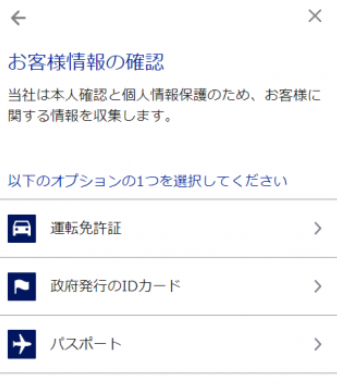 お客様情報の確認
当社は本人確認と個人情報保護のため、お客様に
関する情報を収集します。
以下のオプションの1つを選択してください
運転免許証
政府発行のIDカード
パスポート